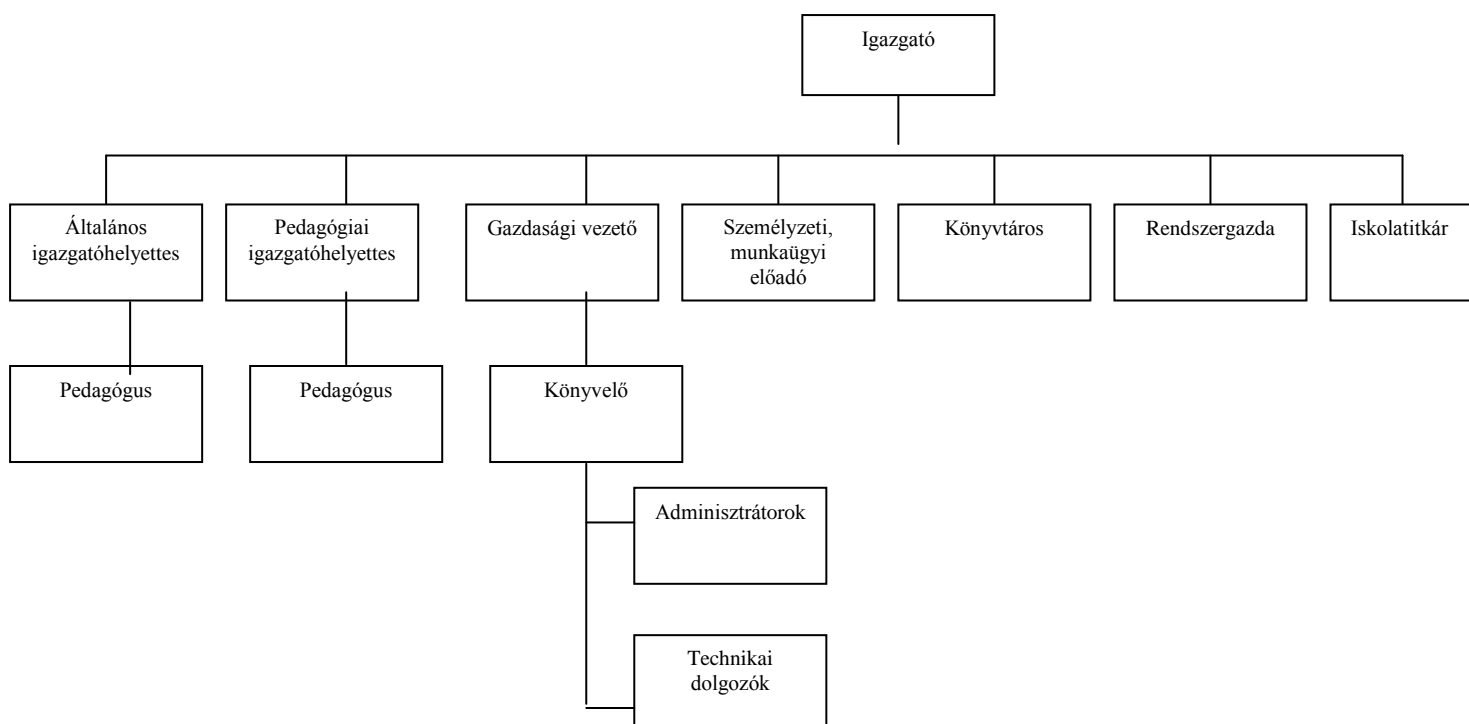 Igazgató
Általános
igazgatóhelyettes
Pedagógiai
igazgatóhelyettes
Gazdasági vezető
Személyzeti,
munkaügyi
előadó
Könyvtáros
Rendszergazda
Iskolatitkár
Pedagógus
Pedagógus
Könyvelő
Adminisztrátorok
Technikai
dolgozók